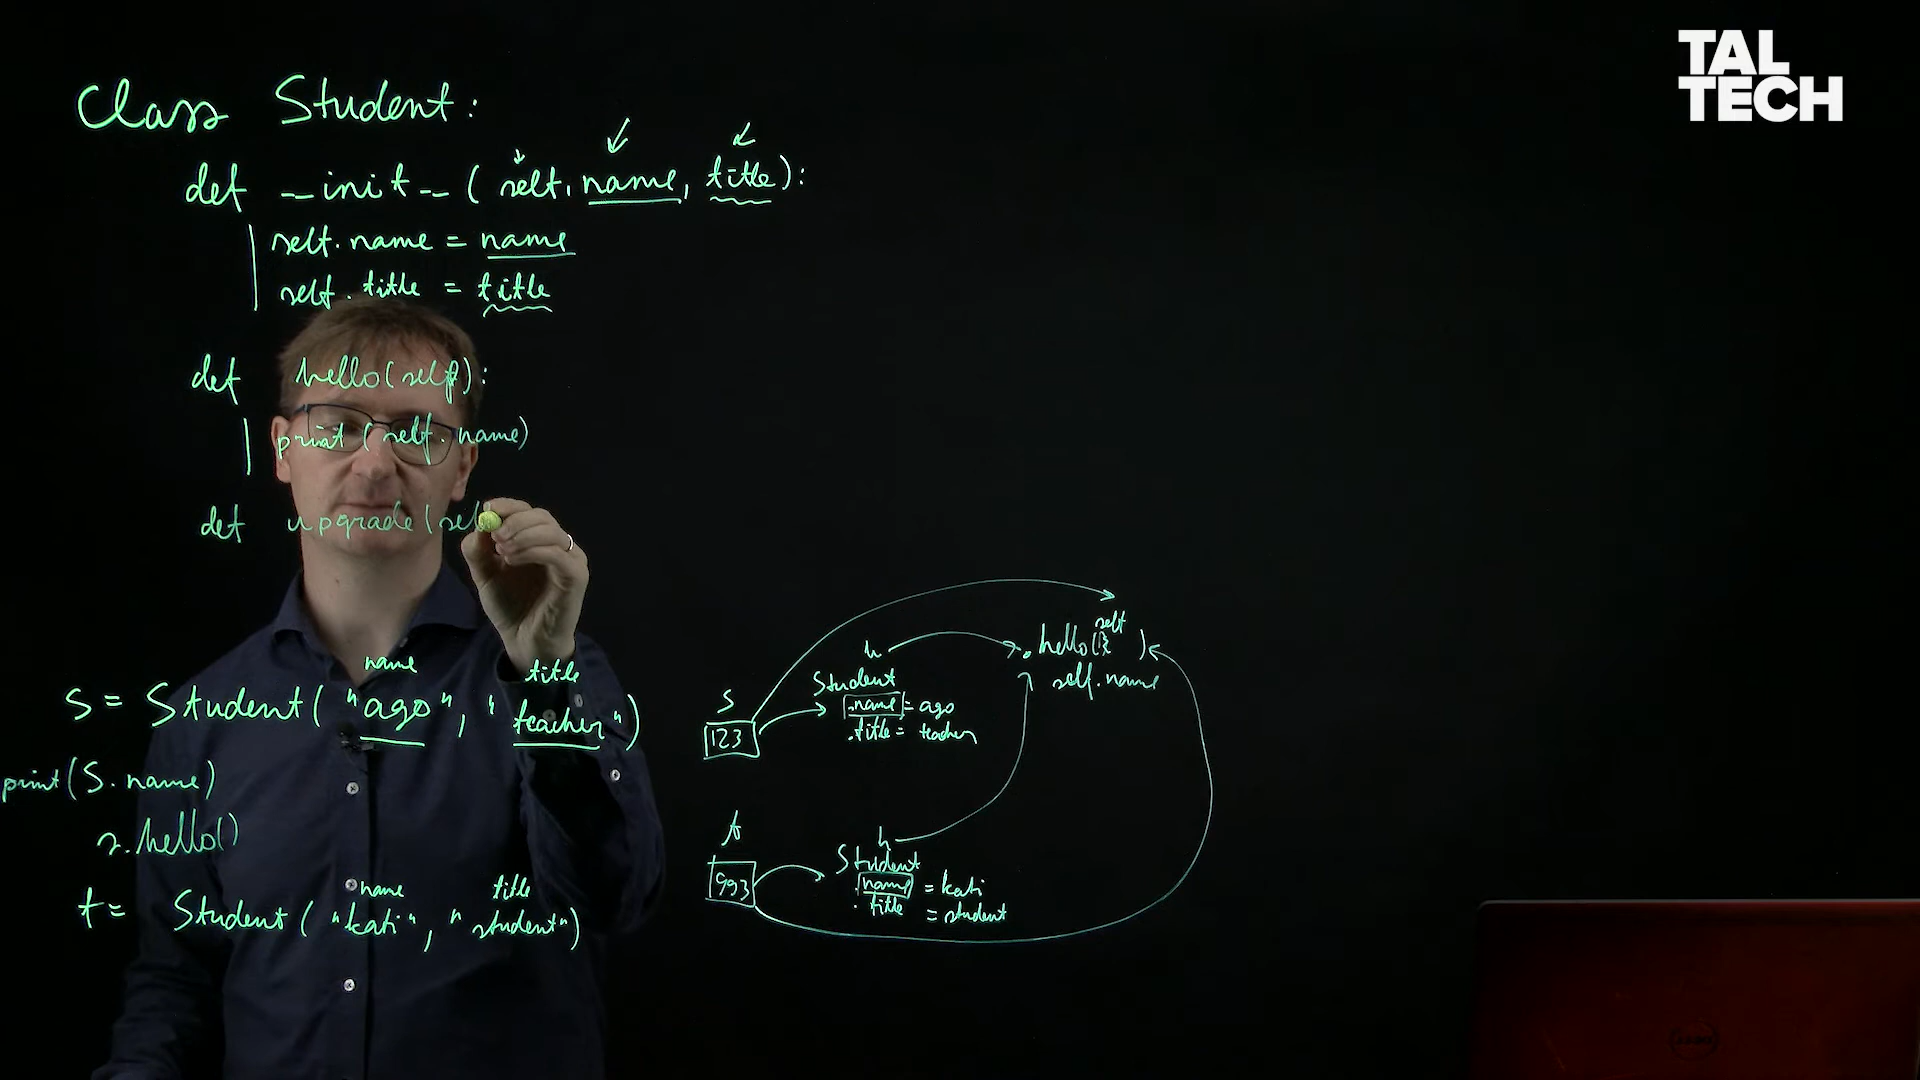 TAL
TECH
Class Student:
def __init__(self, name, title):
self.name = name
self.title = title
def hello(self):
print(self.name)
def upgrade(sel
name title
s = Student("ago", "teacher")
print(s.name)
s.hello()
name title
t = Student("kati", "student")
s
123
h
Student
.name = ago
.title = teacher
self
.hello( )
self.name
t
993
h
Student
.name = kati
.title = student